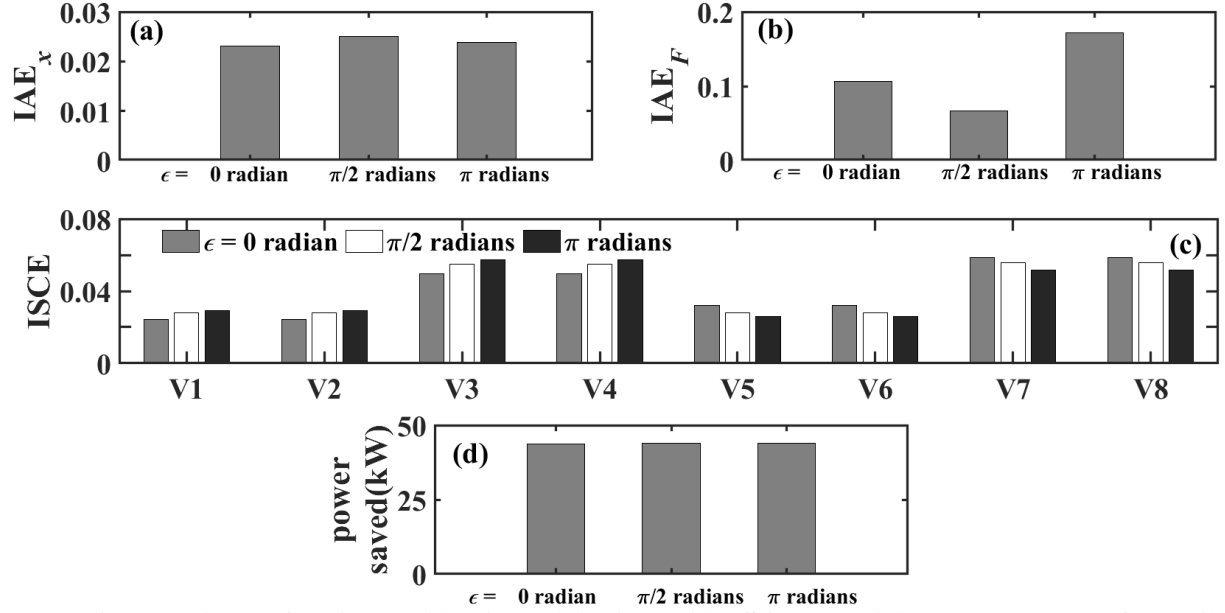 0.03
0.02
0.01
0
IAE_x
(a)
ϵ = 0 radian π/2 radians π radians
0.2
0.1
0
IAE_F
(b)
ϵ = 0 radian π/2 radians π radians
0.08
0.04
0
ISCE
ϵ = 0 radian π/2 radians π radians
(c)
V1 V2 V3 V4 V5 V6 V7 V8
50
25
0
power
saved(kW)
(d)
ϵ = 0 radian π/2 radians π radians